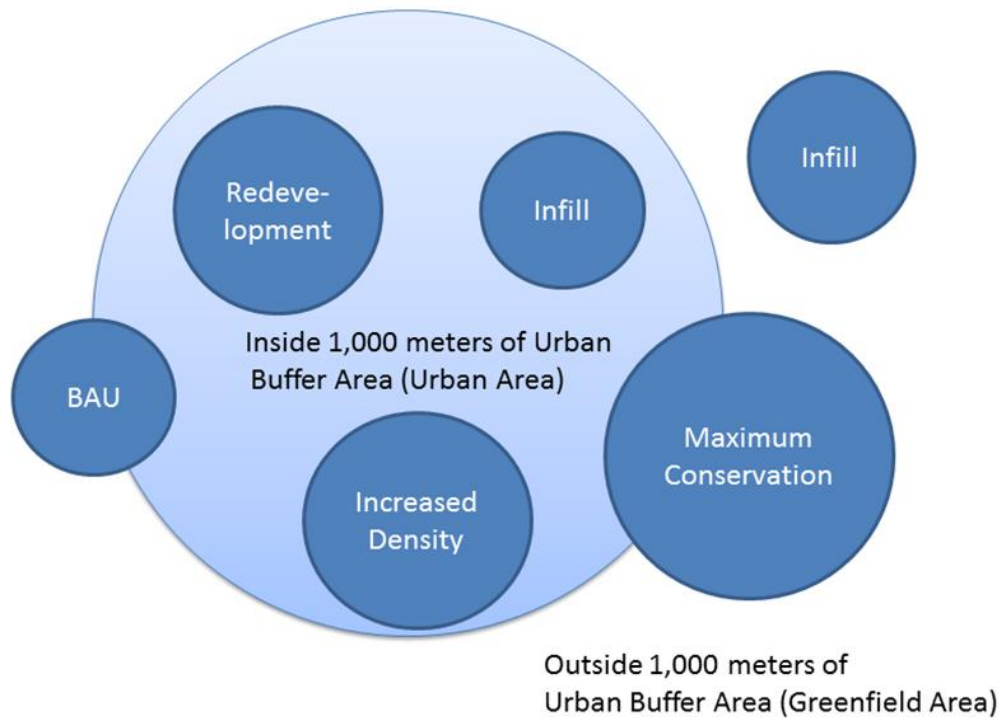 Infill
Redeve-
lopment
Infill
Inside 1,000 meters of Urban
Buffer Area (Urban Area)
BAU
Maximum
Conservation
Increased
Density
Outside 1,000 meters of
Urban Buffer Area (Greenfield Area)